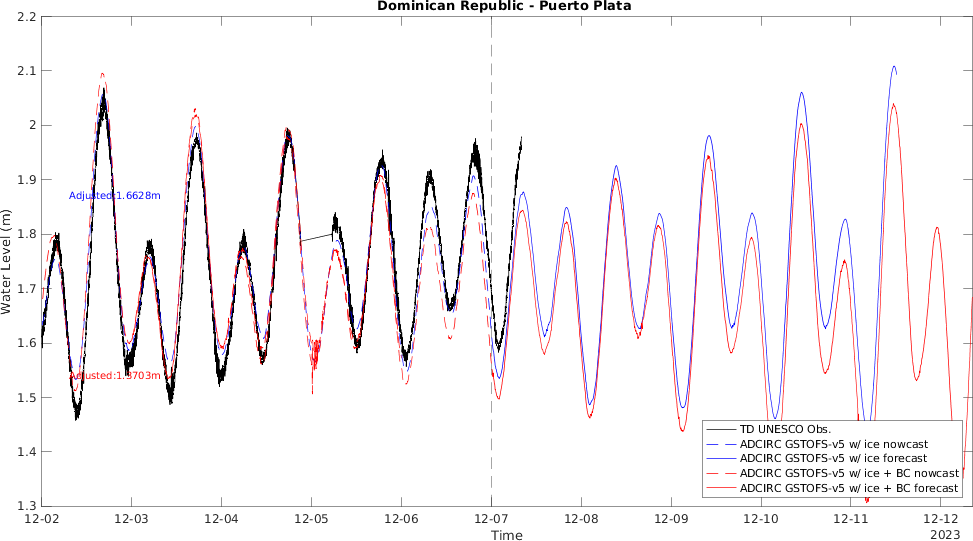 Dominican Republic - Puerto Plata
Water Level (m)
2.2
2.1
2
1.9
1.8
1.7
1.6
1.5
1.4
1.3
Adjusted:1.6628m
Adjusted:1.3703m
TD UNESCO Obs.
ADCIRC GSTOFS-v5 w/ ice nowcast
ADCIRC GSTOFS-v5 w/ ice forecast
ADCIRC GSTOFS-v5 w/ ice + BC nowcast
ADCIRC GSTOFS-v5 w/ ice + BC forecast
12-02 12-03 12-04 12-05 12-06 12-07 12-08 12-09 12-10 12-11 12-12
Time
2023